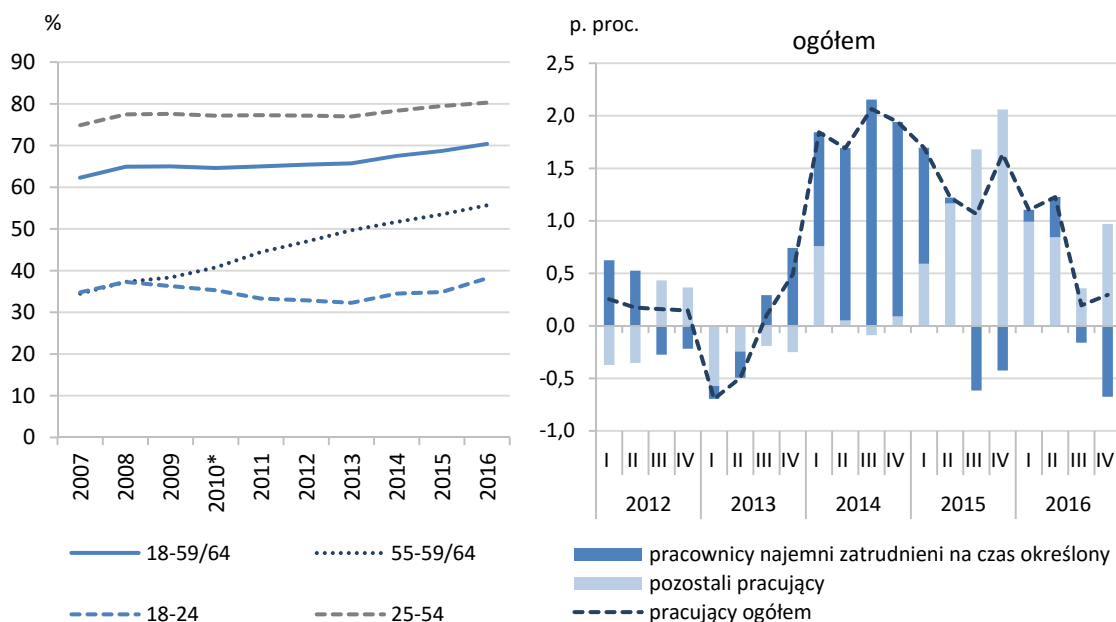 %
90
80
70
60
50
40
30
20
10
0
2007 2008 2009 2010* 2011 2012 2013 2014 2015 2016
18-59/64 55-59/64
18-24 25-54
p. proc.
ogółem
2,5
2,0
1,5
1,0
0,5
0,0
-0,5
-1,0
I II III IV I II III IV I II III IV I II III IV I II III IV
2012 2013 2014 2015 2016
pracownicy najemni zatrudnieni na czas określony
pozostali pracujący
pracujący ogółem